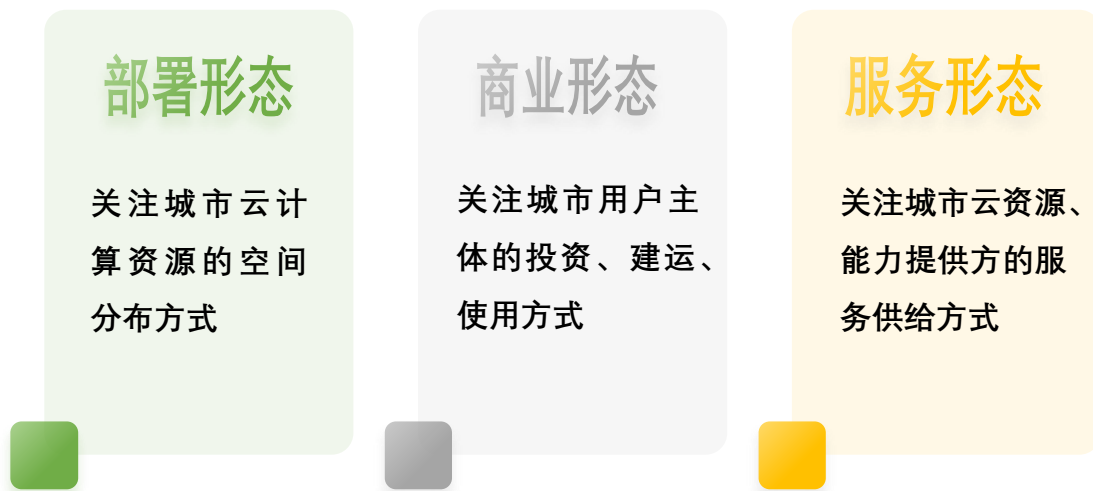 部署形态
关注城市云计
算资源的空间
分布方式
商业形态
关注城市用户主
体的投资、建运、
使用方式
服务形态
关注城市云资源、
能力提供方的服
务供给方式